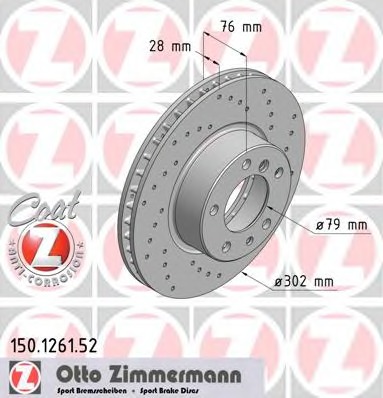 76 mm
28 mm
ø79 mm
ø302 mm
Coat
Z
ANTI-CORROSION
150.1261.52
Z
Otto Zimmermann
Sport Bremsscheiben • Sport Brake Discs